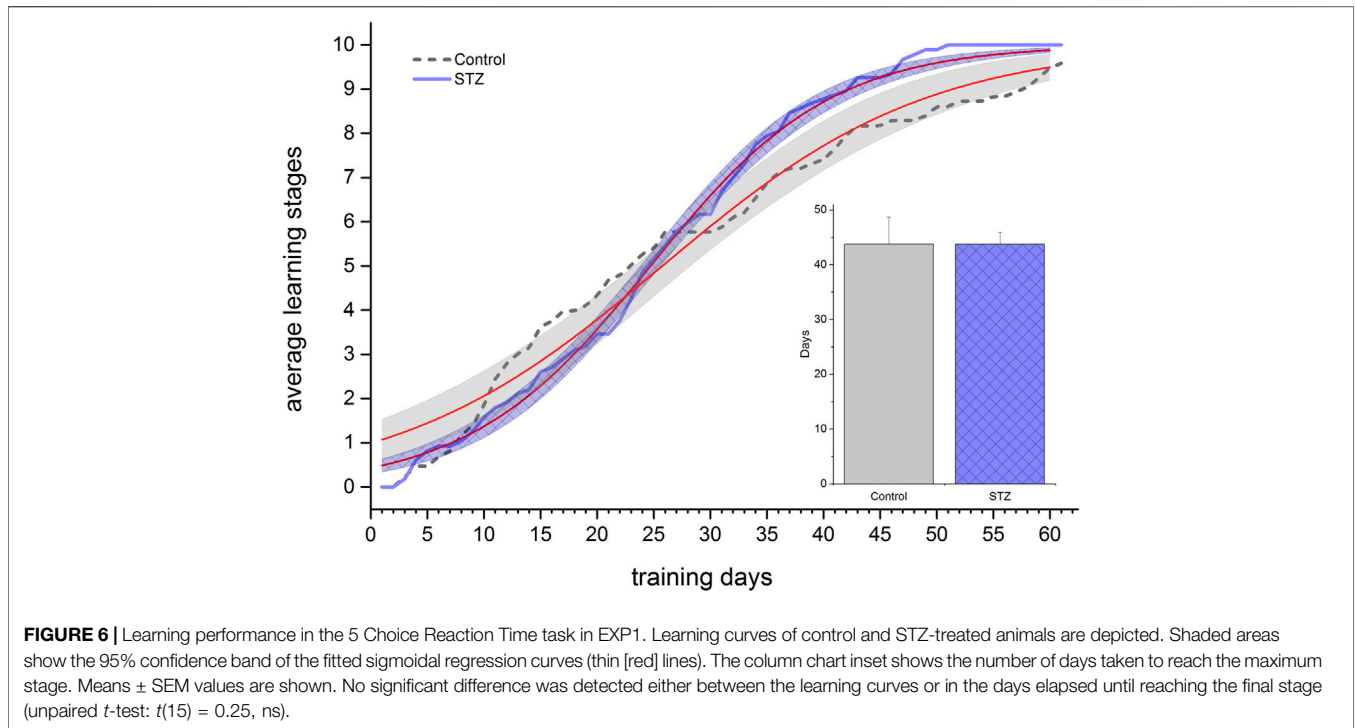 Control
STZ
10
9
8
7
6
5
4
3
2
1
0
average learning stages
0 5 10 15 20 25 30 35 40 45 50 55 60
training days
50
40
30
20
10
0
Days
Control STZ
FIGURE 6 | Learning performance in the 5 Choice Reaction Time task in EXP1. Learning curves of control and STZ-treated animals are depicted. Shaded areas
show the 95% confidence band of the fitted sigmoidal regression curves (thin [red] lines). The column chart inset shows the number of days taken to reach the maximum
stage. Means ± SEM values are shown. No significant difference was detected either between the learning curves or in the days elapsed until reaching the final stage
(unpaired t-test: t(15) = 0.25, ns).